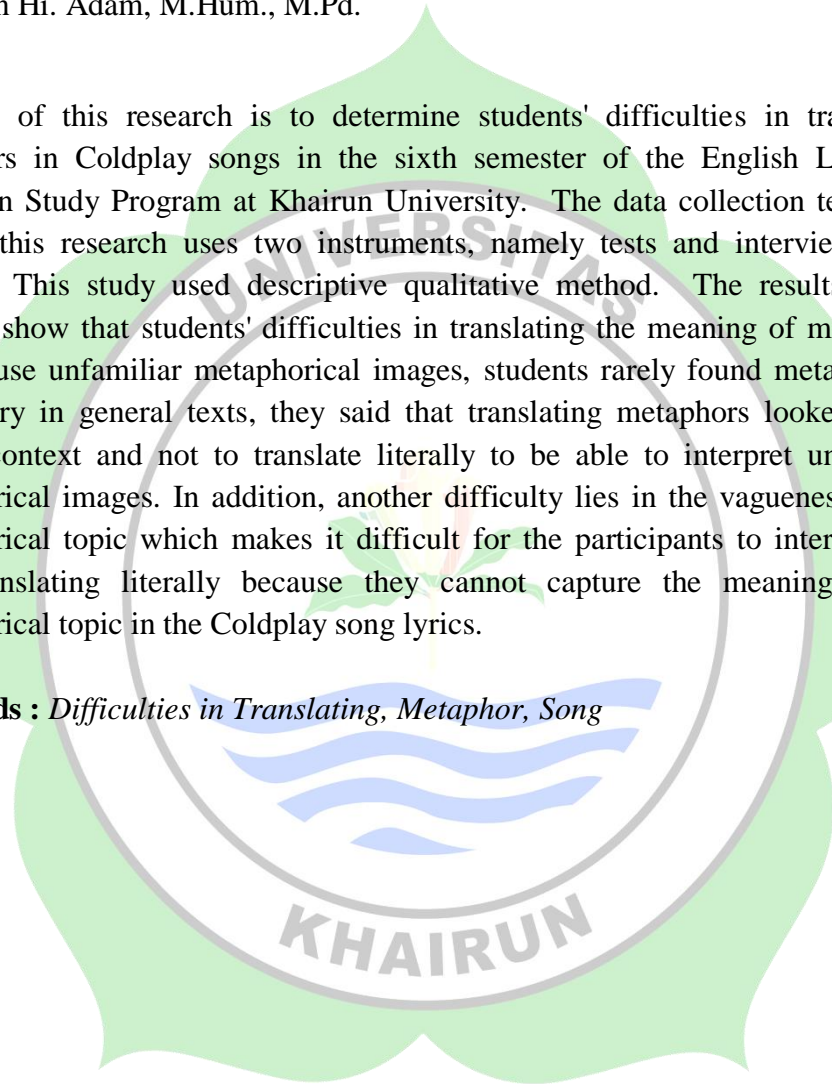 n Hi. Adam, M.Hum., M.Pd.
of this research is to determine students' difficulties in tra
rs in Coldplay songs in the sixth semester of the English L
n Study Program at Khairun University. The data collection te
this research uses two instruments, namely tests and intervie
This study used descriptive qualitative method. The results
show that students' difficulties in translating the meaning of m
use unfamiliar metaphorical images, students rarely found meta
ry in general texts, they said that translating metaphors looke
context and not to translate literally to be able to interpret un
rical images. In addition, another difficulty lies in the vaguenes
rical topic which makes it difficult for the participants to inter
nslating literally because they cannot capture the meaning
rical topic in the Coldplay song lyrics.
ds : Difficulties in Translating, Metaphor, Song
UNIVERSITAS
KHAIRUN